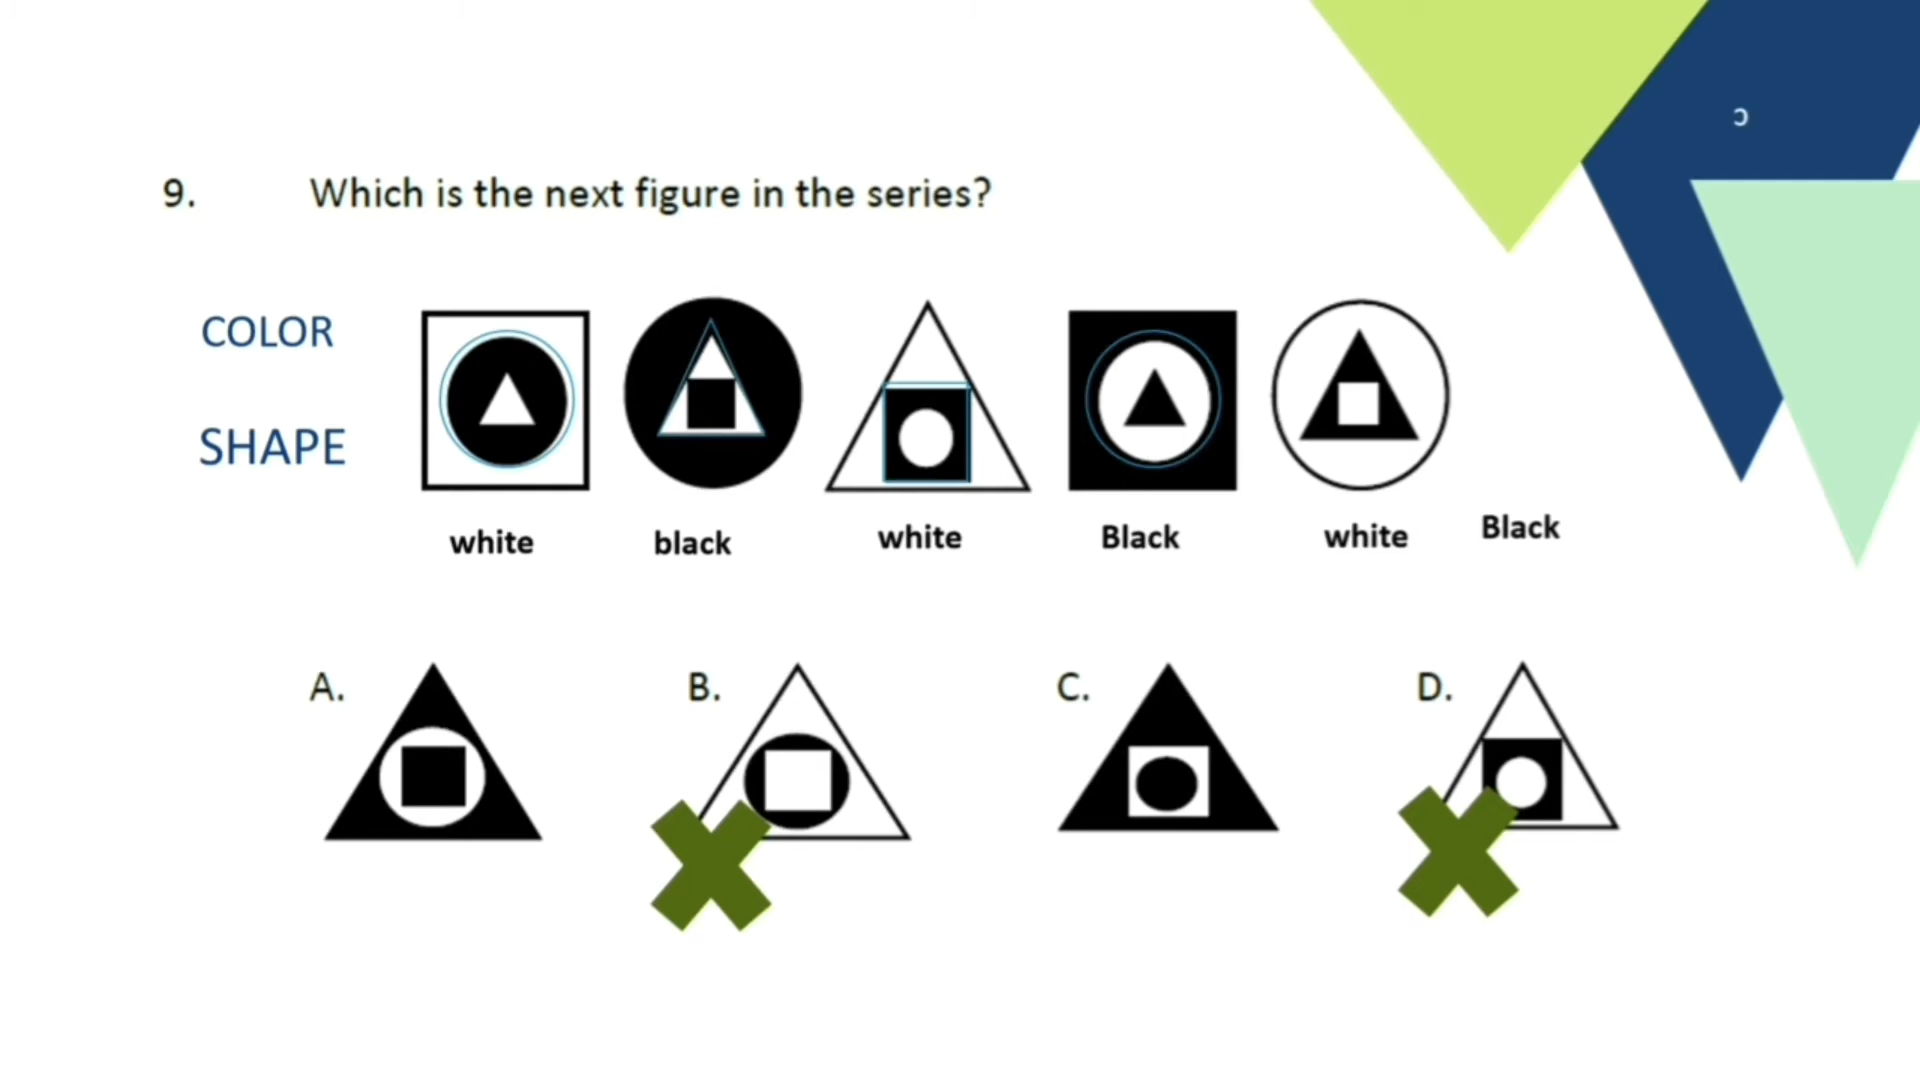 ɔ
9. Which is the next figure in the series?
COLOR
SHAPE
white black white Black white Black
A. B. C. D.